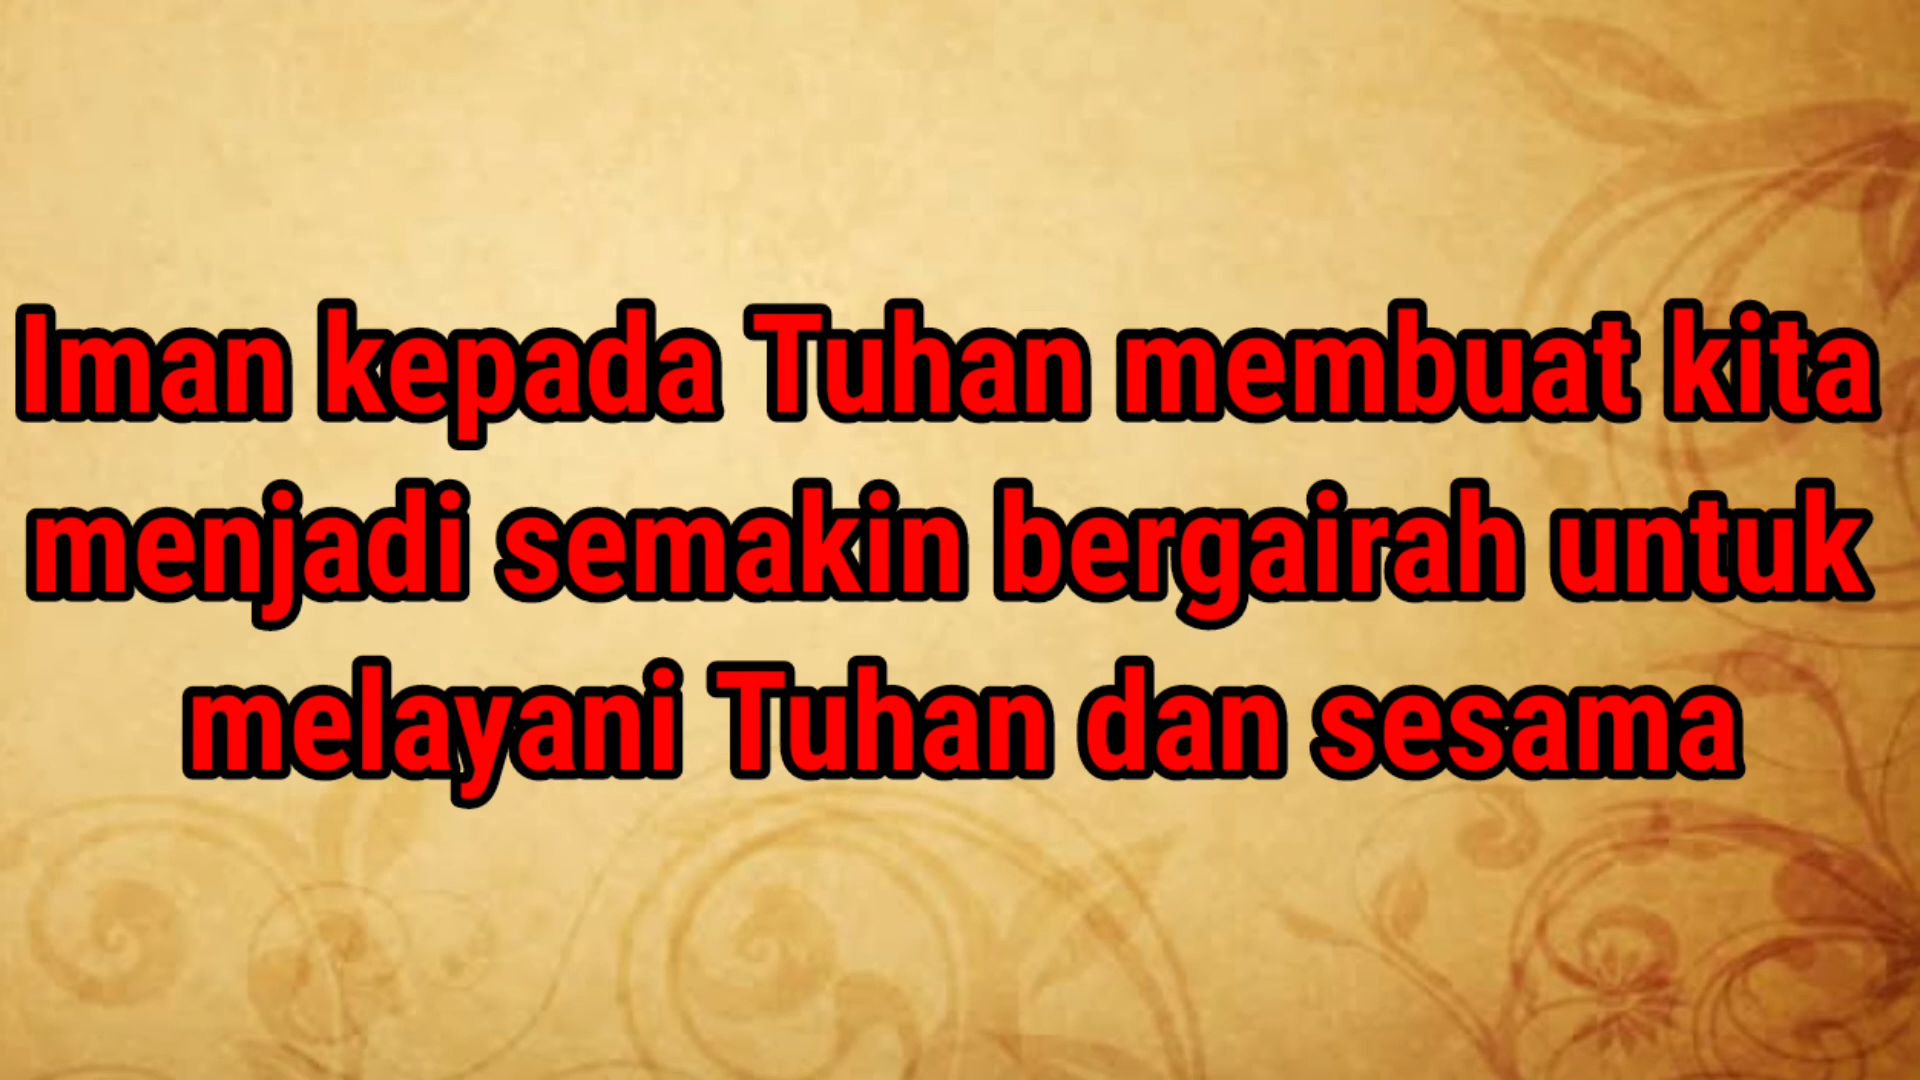 Iman kepada Tuhan membuat kita
menjadi semakin bergairah untuk
melayani Tuhan dan sesama